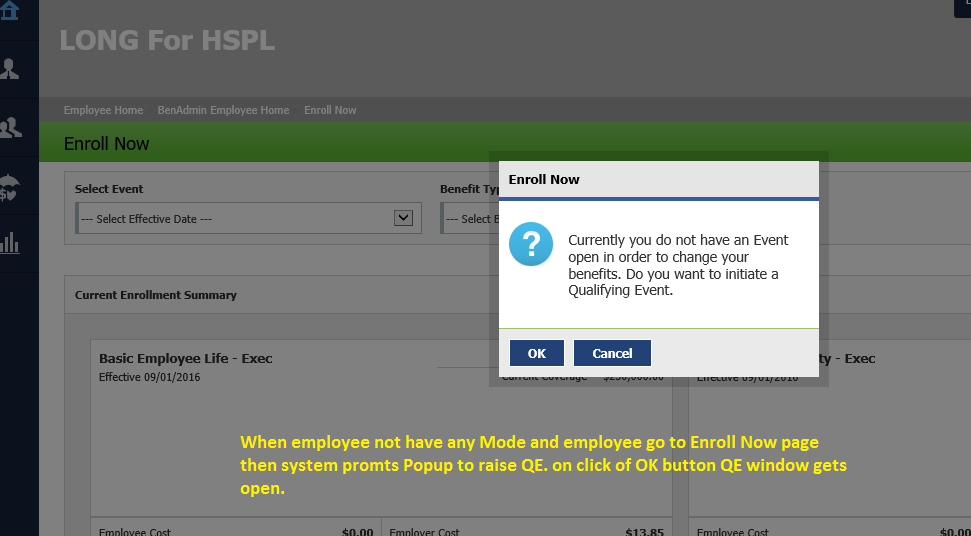 LONG For HSPL
Employee Home BenAdmin Employee Home Enroll Now
Enroll Now
Select Event
--- Select Effective Date ---
Benefit
--- Select
Enroll Now
?
Currently you do not have an Event
open in order to change your
benefits. Do you want to initiate a
Qualifying Event.
OK Cancel
Current Enrollment Summary
Basic Employee Life - Exec
Effective 09/01/2016
Current Coverage $250,000.00
ty - Exec
Effective 09/01/2016
When employee not have any Mode and employee go to Enroll Now page
then system promts Popup to raise QE. on click of OK button QE window gets
open.
Employee Cost $0.00 Employer Cost $13.85 Employee Cost $0.00